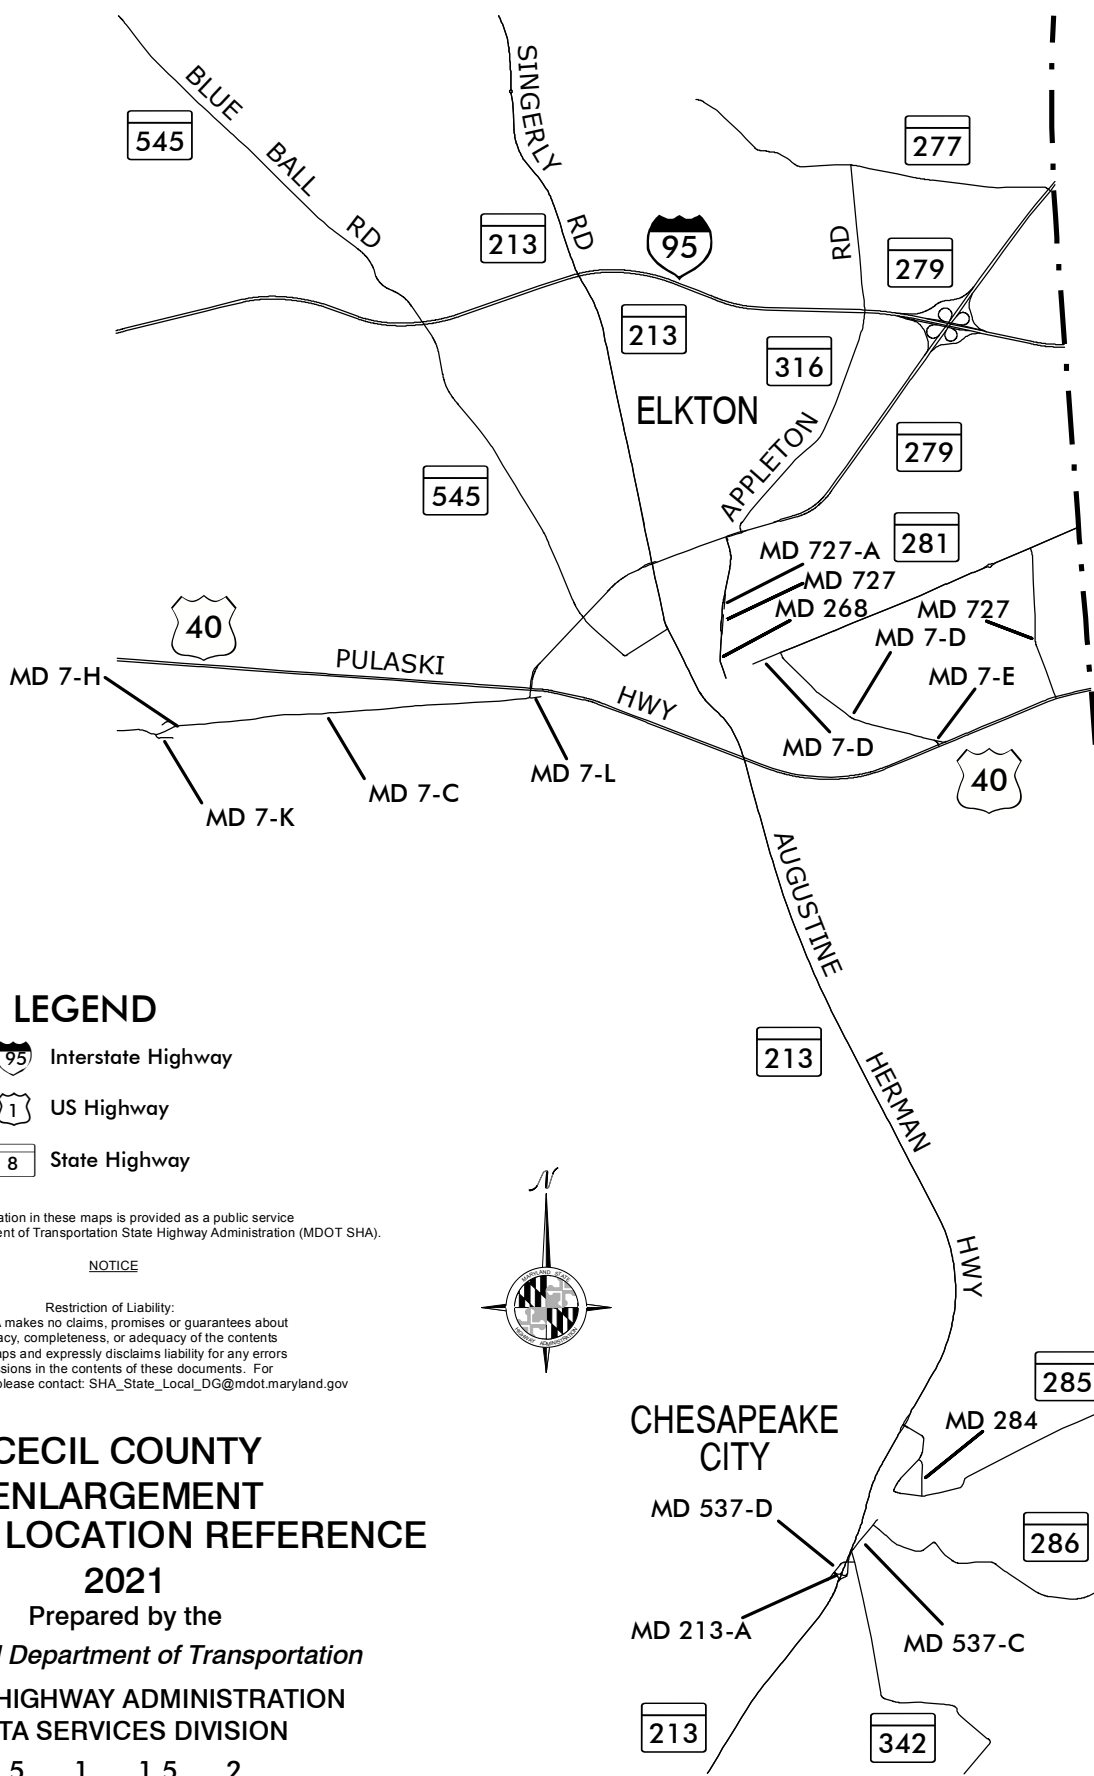 BLUE BALL RD
SINGERLY RD
545
277
213
95
RD
279
213
316
ELKTON
APPLETON
279
545
281
MD 727-A
MD 727
MD 268
MD 727
MD 7-D
40
PULASKI HWY
MD 7-H
MD 7-E
MD 7-D
MD 7-L
40
MD 7-C
MD 7-K
AUGUSTINE HERMAN HWY
213
LEGEND
95 Interstate Highway
1 US Highway
8 State Highway
N
MARYLAND STATE
HIGHWAY ADMINISTRATION
ation in these maps is provided as a public service
ent of Transportation State Highway Administration (MDOT SHA).
NOTICE
Restriction of Liability:
A makes no claims, promises or guarantees about
acy, completeness, or adequacy of the contents
aps and expressly disclaims liability for any errors
sions in the contents of these documents. For
please contact: SHA_State_Local_DG@mdot.maryland.gov
CECIL COUNTY
ENLARGEMENT
LOCATION REFERENCE
2021
Prepared by the
Department of Transportation
HIGHWAY ADMINISTRATION
TA SERVICES DIVISION
5 1 1.5 2
285
CHESAPEAKE
CITY
MD 284
MD 537-D
286
MD 213-A
MD 537-C
213
342